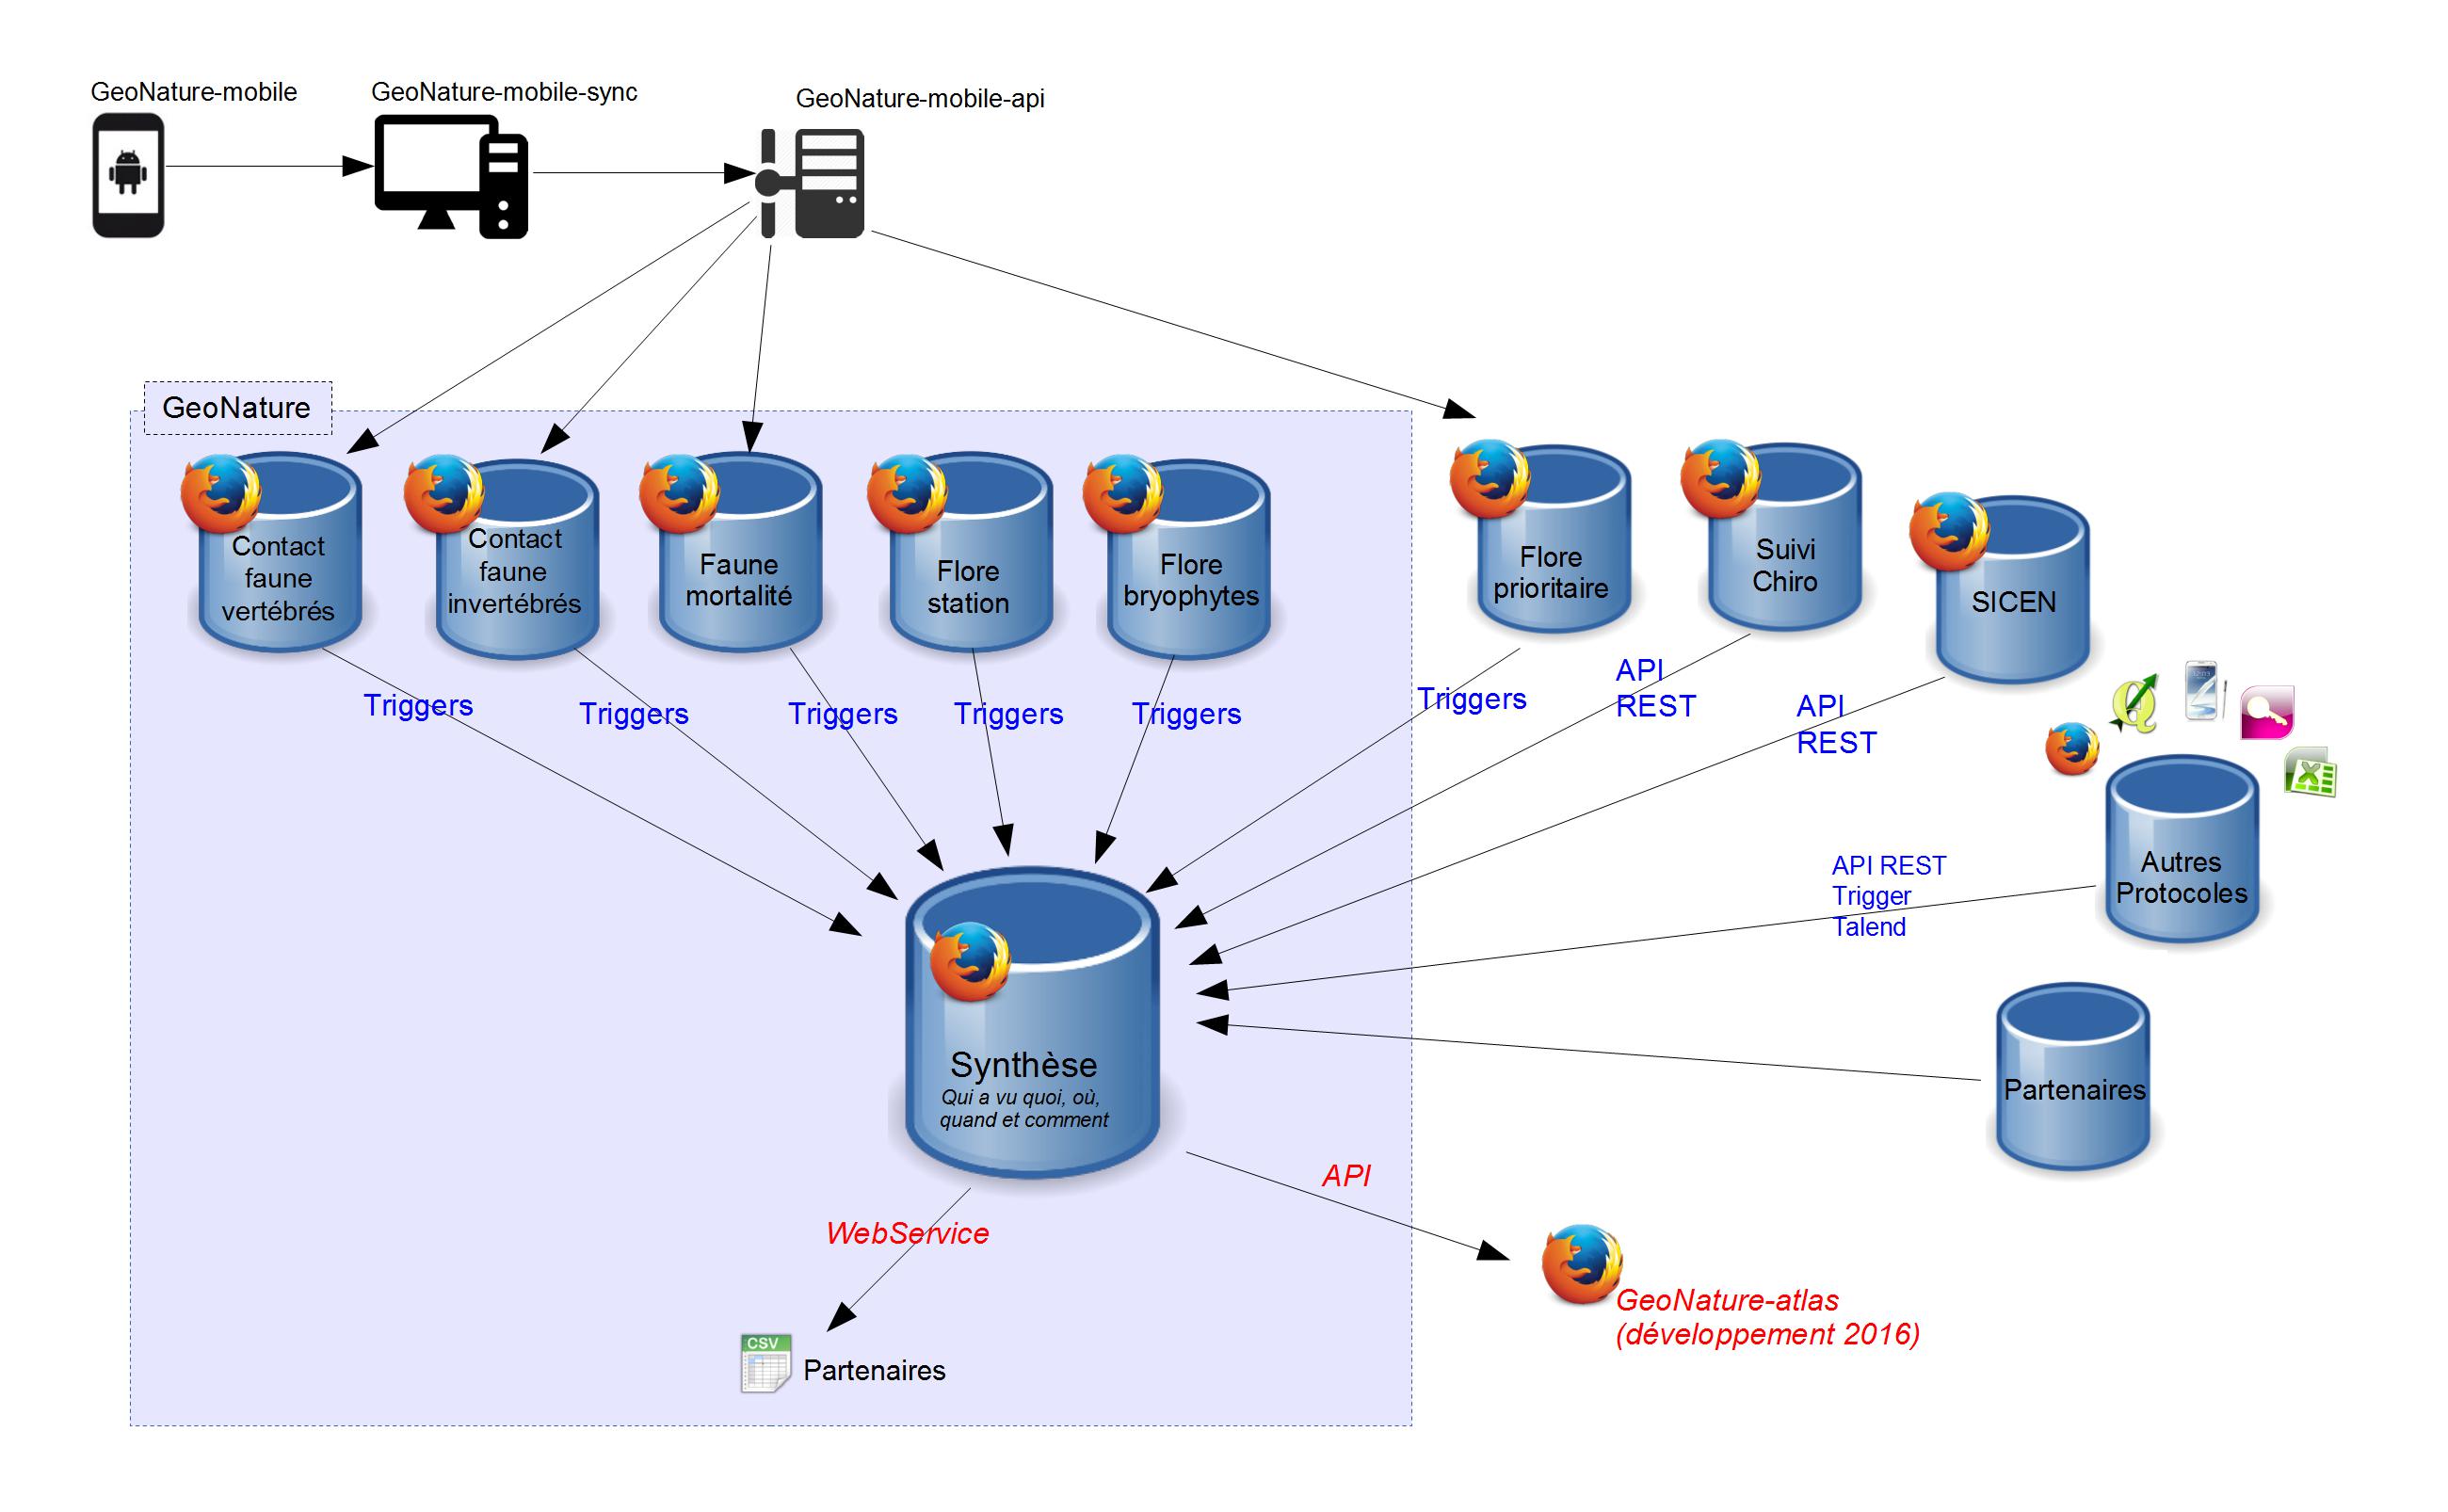 GeoNature-mobile
GeoNature-mobile-sync
GeoNature-mobile-api
GeoNature
Contact
faune
vertébrés
Contact
faune
invertébrés
Faune
mortalité
Flore
station
Flore
bryophytes
Flore
prioritaire
Suivi
Chiro
SICEN
Triggers
Triggers
Triggers
Triggers
Triggers
Triggers
API
REST
API
REST
Autres
Protocoles
API REST
Trigger
Talend
Synthèse
Qui a vu quoi, où,
quand et comment
Partenaires
API
WebService
GeoNature-atlas
(développement 2016)
CSV
Partenaires